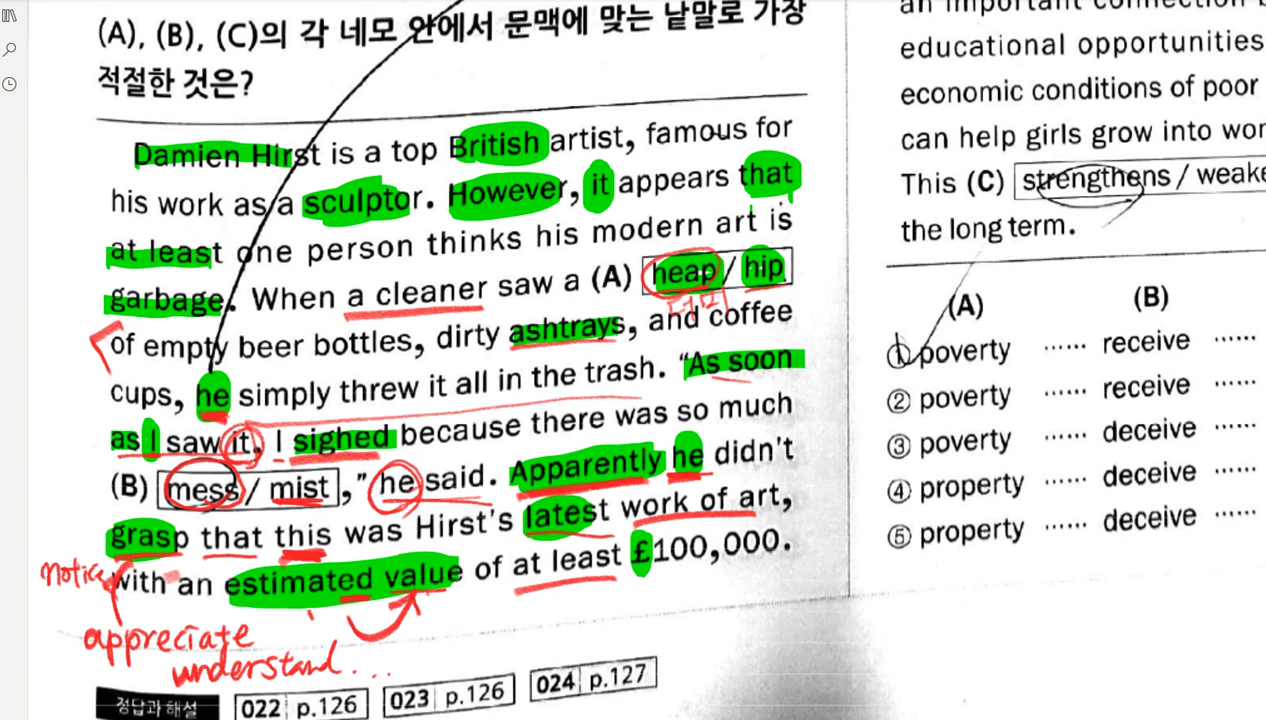 (A), (B), (C)의 각 네모 안에서 문맥에 맞는 낱말로 가장
적절한 것은?
Damien Hirst is a top British artist, famous for
his work as a sculptor. However, it appears that
at least one person thinks his modern art is
garbage. When a cleaner saw a (A) heap / hip
더미
of empty beer bottles, dirty ashtrays, and coffee
cups, he simply threw it all in the trash. "As soon
as I saw it, I sighed because there was so much
(B) mess / mist," he said. Apparently he didn't
grasp that this was Hirst's latest work of art,
with an estimated value of at least £100,000.
notice
appreciate
understand...
정답과 해설 022 p.126 023 p.126 024 p.127
educational opportunities
economic conditions of poor
can help girls grow into
This (C) strengthens /
the long term.
(A) (B)
① poverty ...... receive ......
② poverty ...... receive ......
③ poverty ...... deceive ......
④ property ...... deceive ......
⑤ property ...... deceive ......